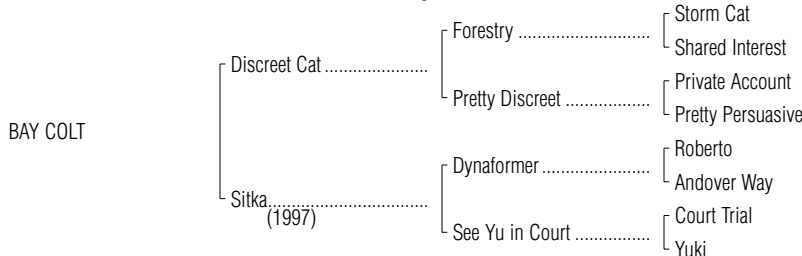 Storm Cat
Forestry ............................
Shared Interest
Discreet Cat ......................
Private Account
Pretty Discreet ..................
Pretty Persuasive
BAY COLT
Roberto
Dynaformer .......................
Andover Way
Sitka..................................
(1997)
Court Trial
See Yu in Court ................
Yuki